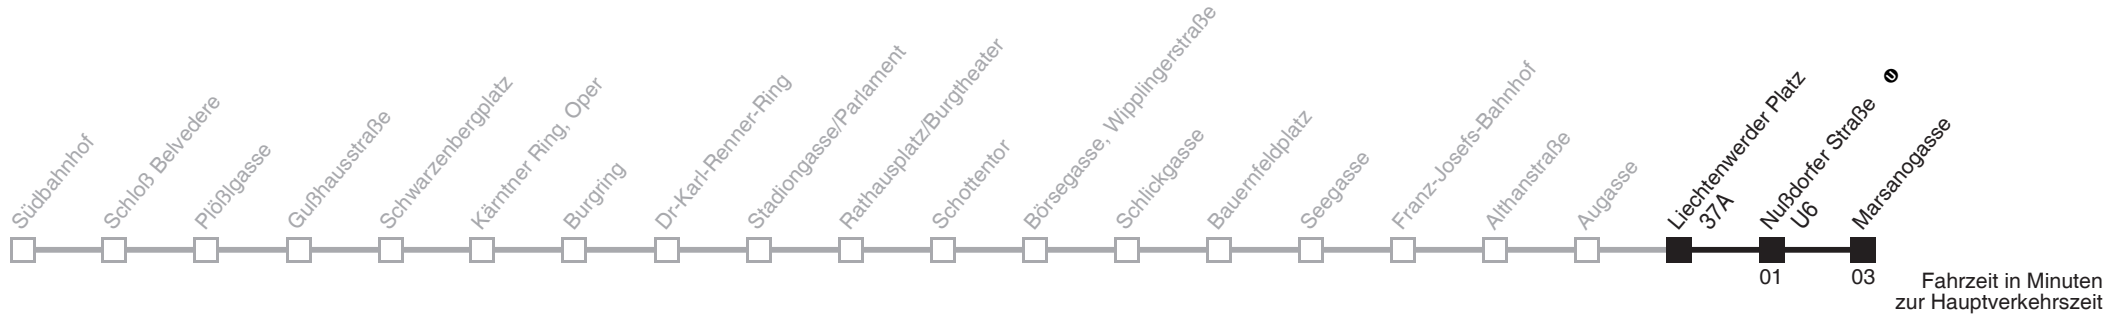 Südbahnhof
Schloß Belvedere
Plößlgasse
Gußhausstraße
Schwarzenbergplatz
Kärntner Ring, Oper
Burgring
Dr-Karl-Renner-Ring
Stadiongasse/Parlament
Rathausplatz/Burgtheater
Schottentor
Börsegasse, Wipplingerstraße
Schlickgasse
Bauernfeldplatz
Seegasse
Franz-Josefs-Bahnhof
Althanstraße
Augasse
Liechtenwerder Platz
37A
Nußdorfer Straße U
U6
Marsanogasse
01
03
Fahrzeit in Minuten
zur Hauptverkehrszeit